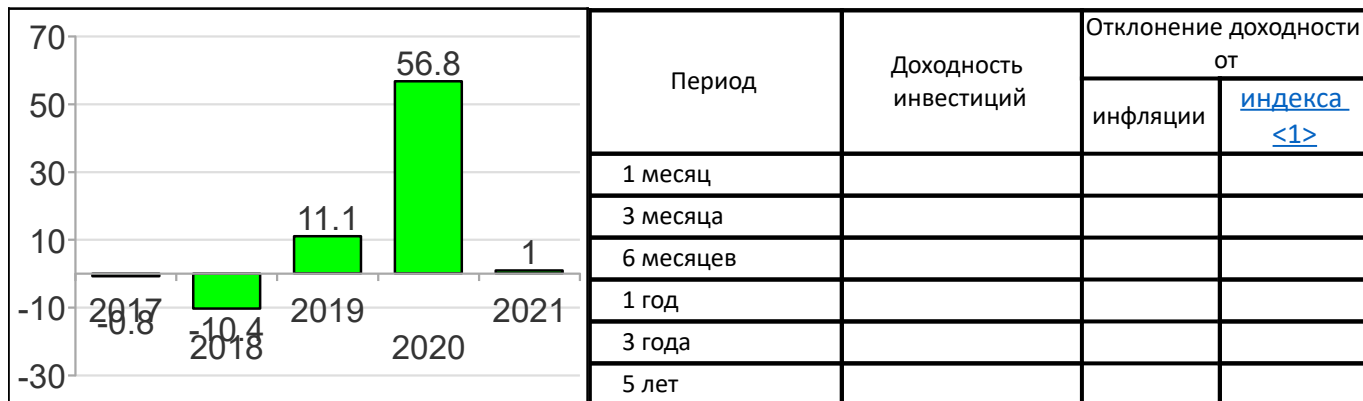 70
50
30
10
-10
-30
-0.8
-10.4
11.1
56.8
1
2017
2018
2019
2020
2021
Период
Доходность
инвестиций
Отклонение доходности
от
инфляции
индекса
<1>
1 месяц
3 месяца
6 месяцев
1 год
3 года
5 лет